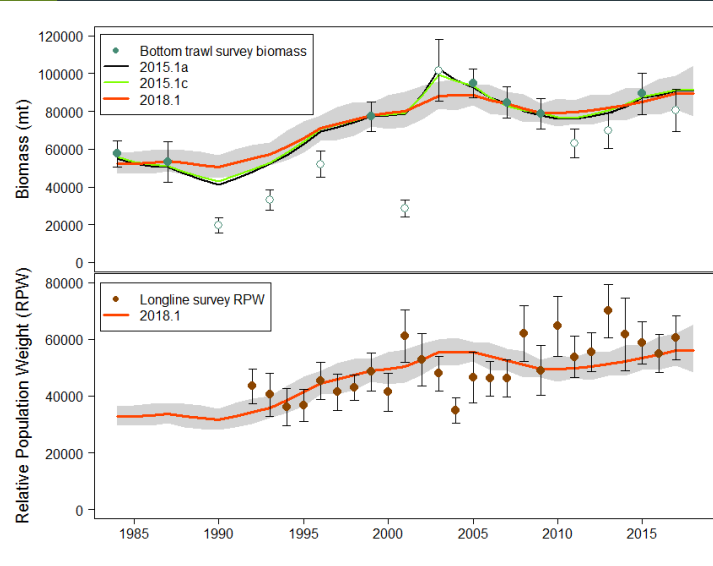 Biomass (mt)
120000
100000
80000
60000
40000
20000
0
Bottom trawl survey biomass
2015.1a
2015.1c
2018.1
Relative Population Weight (RPW)
80000
60000
40000
20000
0
Longline survey RPW
2018.1
1985 1990 1995 2000 2005 2010 2015